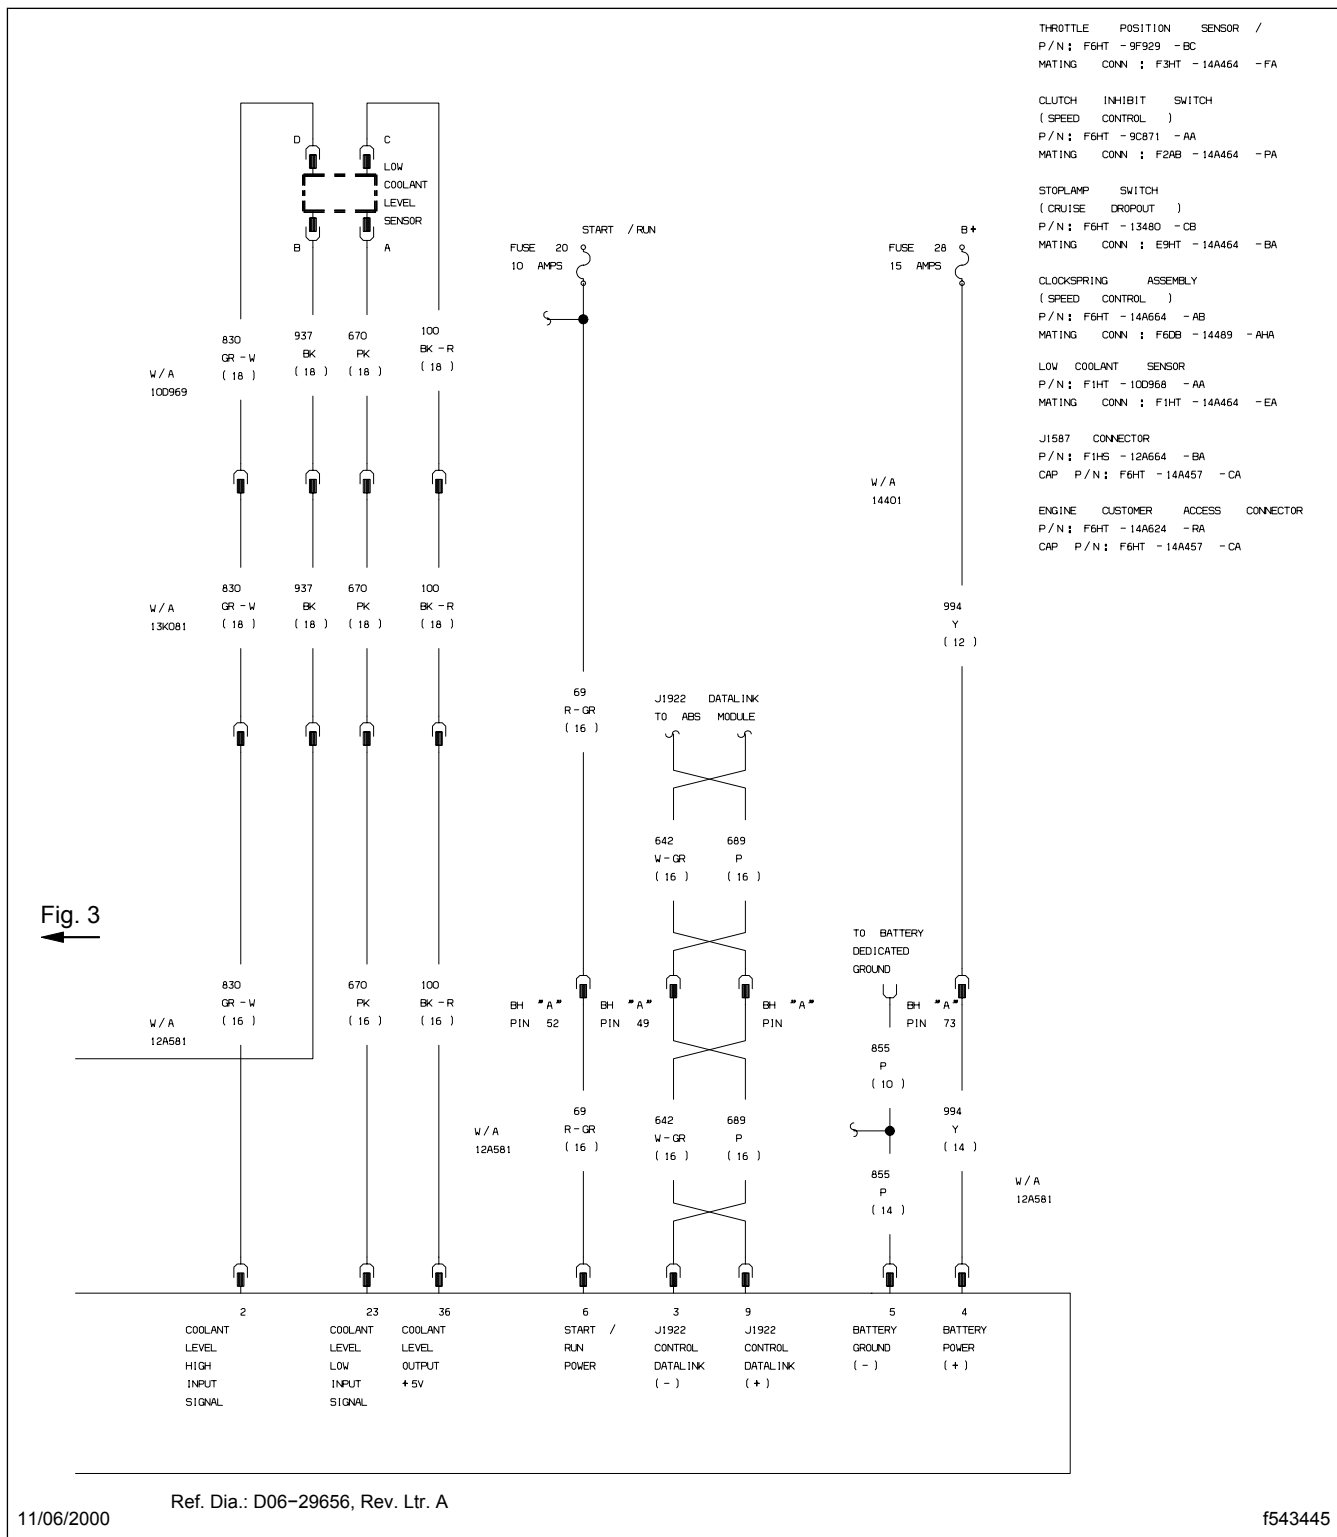 THROTTLE POSITION SENSOR /
P/N: F6HT -9F929 -BC
MATING CONN : F3HT -14A464 -FA
CLUTCH INHIBIT SWITCH
( SPEED CONTROL )
P/N: F6HT -9C871 -AA
MATING CONN : F2AB -14A464 -PA
STOPLAMP SWITCH
( CRUISE DROPOUT )
P/N: F6HT -13480 -CB
MATING CONN : E9HT -14A464 -BA
CLOCKSPRING ASSEMBLY
( SPEED CONTROL )
P/N: F6HT -14A664 -AB
MATING CONN : F6DB -14489 -AHA
LOW COOLANT SENSOR
P/N: F1HT -10D968 -AA
MATING CONN : F1HT -14A464 -EA
J1587 CONNECTOR
P/N: F1HS -12A664 -BA
CAP P/N: F6HT -14A457 -CA
ENGINE CUSTOMER ACCESS CONNECTOR
P/N: F6HT -14A624 -RA
CAP P/N: F6HT -14A457 -CA
D C
LOW
COOLANT
LEVEL
SENSOR
B A
START /RUN
FUSE 20
10 AMPS
B+
FUSE 28
15 AMPS
W/A
10D969
830
GR -W
( 18 )
937
BK
( 18 )
670
PK
( 18 )
100
BK -R
( 18 )
W/A
14401
W/A
13K081
830
GR -W
( 18 )
937
BK
( 18 )
670
PK
( 18 )
100
BK -R
( 18 )
994
Y
( 12 )
69
R-GR
( 16 )
J1922 DATALINK
TO ABS MODULE
642
W-GR
( 16 )
689
P
( 16 )
Fig. 3
TO BATTERY
DEDICATED
GROUND
W/A
12A581
830
GR -W
( 16 )
670
PK
( 16 )
100
BK -R
( 16 )
BH "A"
PIN 52
BH "A"
PIN 49
BH "A"
PIN
BH "A"
PIN 73
855
P
( 10 )
W/A
12A581
69
R-GR
( 16 )
642
W-GR
( 16 )
689
P
( 16 )
994
Y
( 14 )
855
P
( 14 )
W/A
12A581
2
COOLANT
LEVEL
HIGH
INPUT
SIGNAL
23
COOLANT
LEVEL
LOW
INPUT
SIGNAL
36
COOLANT
LEVEL
OUTPUT
+5V
6
START /
RUN
POWER
3
J1922
CONTROL
DATALINK
( - )
9
J1922
CONTROL
DATALINK
( + )
5
BATTERY
GROUND
( - )
4
BATTERY
POWER
( + )
Ref. Dia.: D06−29656, Rev. Ltr. A
11/06/2000
f543445